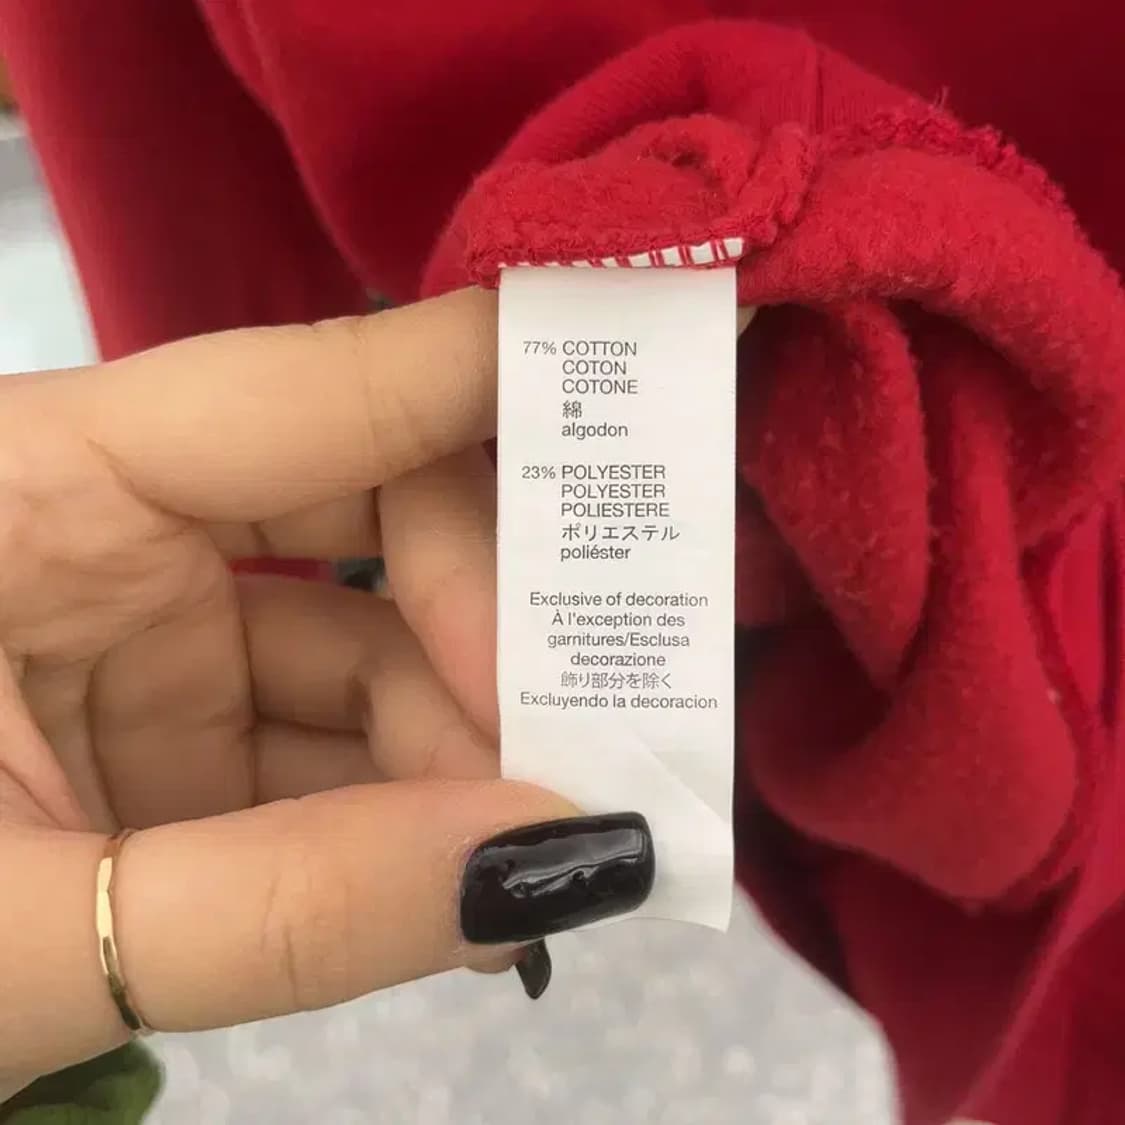 77% COTTON
COTON
COTONE
綿
algodon
23% POLYESTER
POLYESTER
POLIESTERE
ポリエステル
poliéster
Exclusive of decoration
À l'exception des
garnitures/Esclusa
decorazione
飾り部分を除く
Excluyendo la decoracion